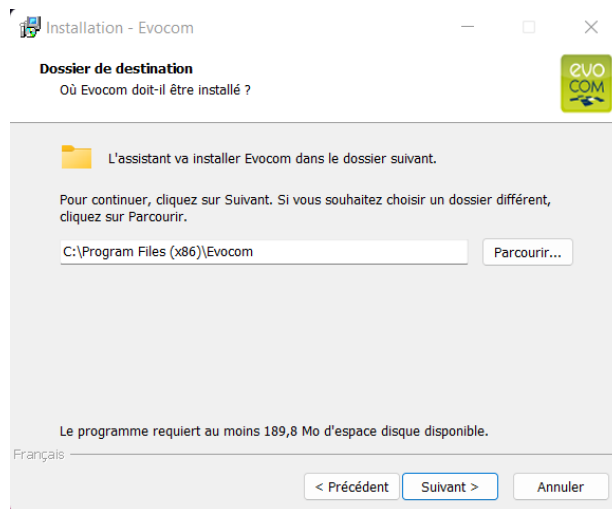 Installation - Evocom
Dossier de destination
Où Evocom doit-il être installé ?
evo
COM
L'assistant va installer Evocom dans le dossier suivant.
Pour continuer, cliquez sur Suivant. Si vous souhaitez choisir un dossier différent,
cliquez sur Parcourir.
C:\Program Files (x86)\Evocom
Parcourir...
Le programme requiert au moins 189,8 Mo d'espace disque disponible.
Français
< Précédent
Suivant >
Annuler